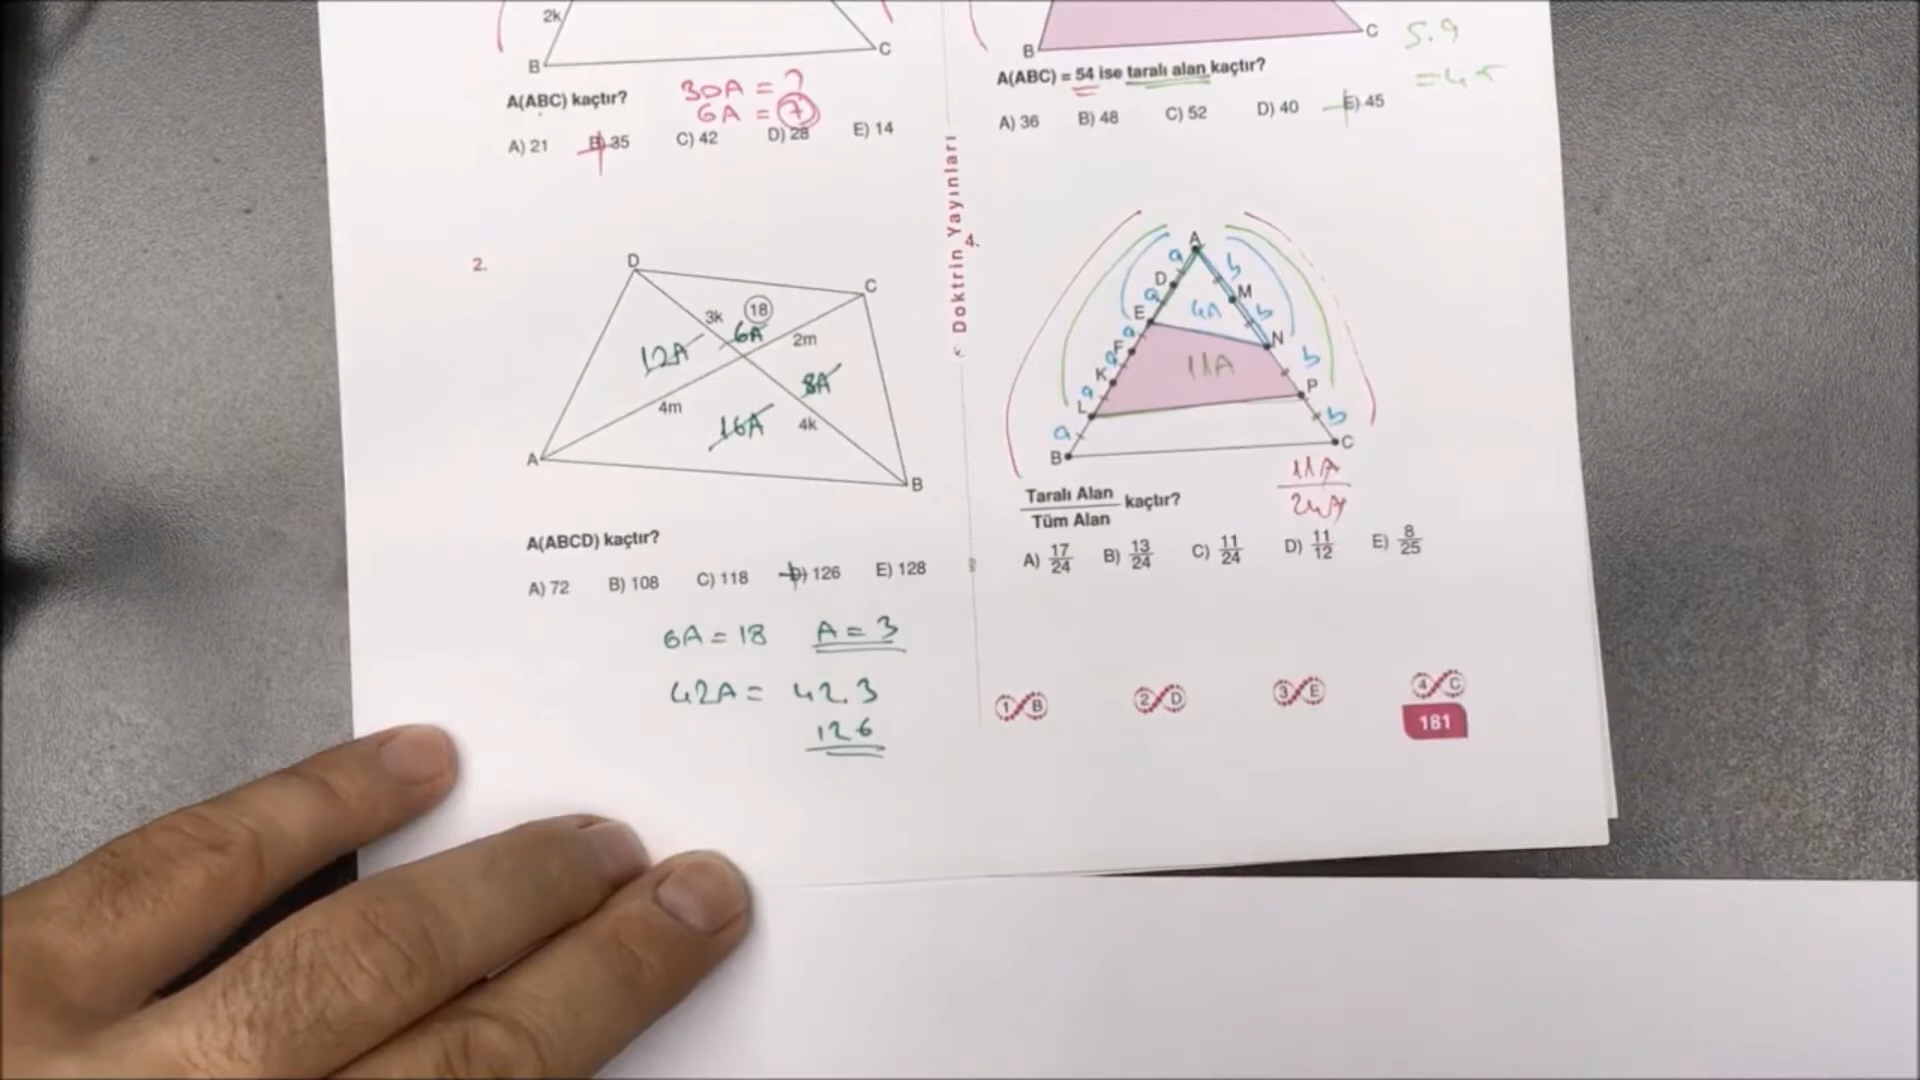 2k
B
C
A(ABC) kaçtır?
30A = ?
6A = 7
A) 21 B) 35 C) 42 D) 28 E) 14
2.
D
C
3k
18
6A
2m
12A
8A
4m
16A
4k
A
B
A(ABCD) kaçtır?
A) 72 B) 108 C) 118 D) 126 E) 128
6A = 18 A = 3
42A = 42.3
126
Doktrin Yayınları
B
C
5.9
= 45
A(ABC) = 54 ise taralı alan kaçtır?
A) 36 B) 48 C) 52 D) 40 E) 45
4.
A
a
b
D
M
a
b
E
4A
a
N
F
11A
b
a
K
P
a
L
b
a
C
B
11A
24A
Taralı Alan
Tüm Alan
kaçtır?
A) 17/24 B) 13/24 C) 11/24 D) 11/12 E) 8/25
1 B 2 D 3 E 4 C
181